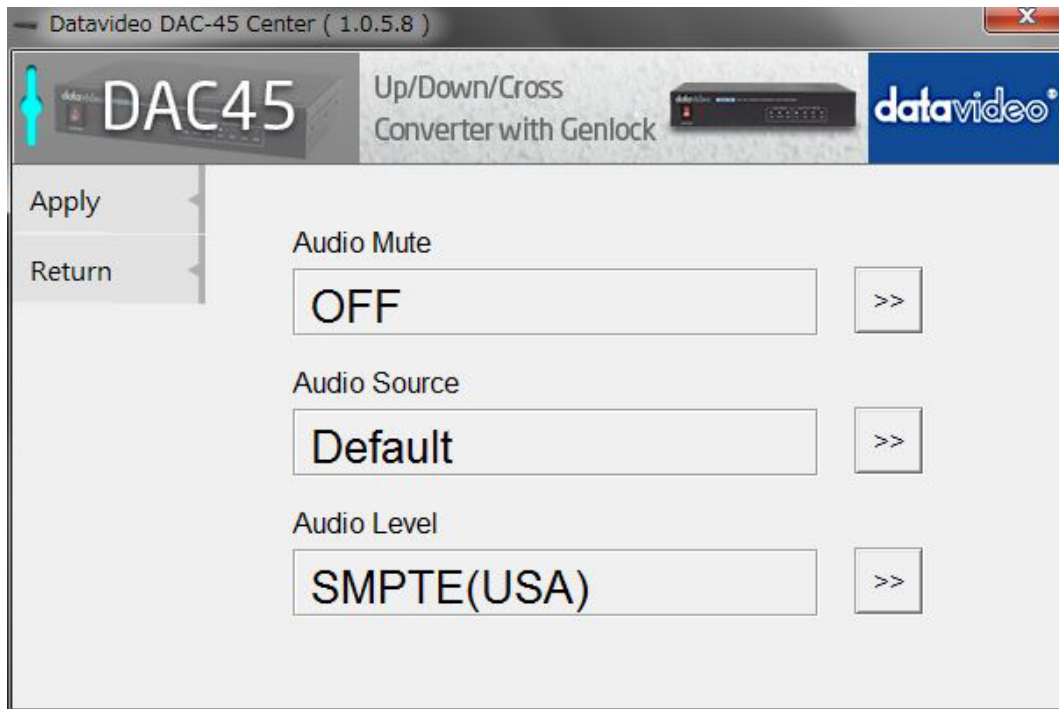 Datavideo DAC-45 Center ( 1.0.5.8 )
DAC45
Up/Down/Cross
Converter with Genlock
datavideo®
Apply
Return
Audio Mute
OFF
>>
Audio Source
Default
>>
Audio Level
SMPTE(USA)
>>